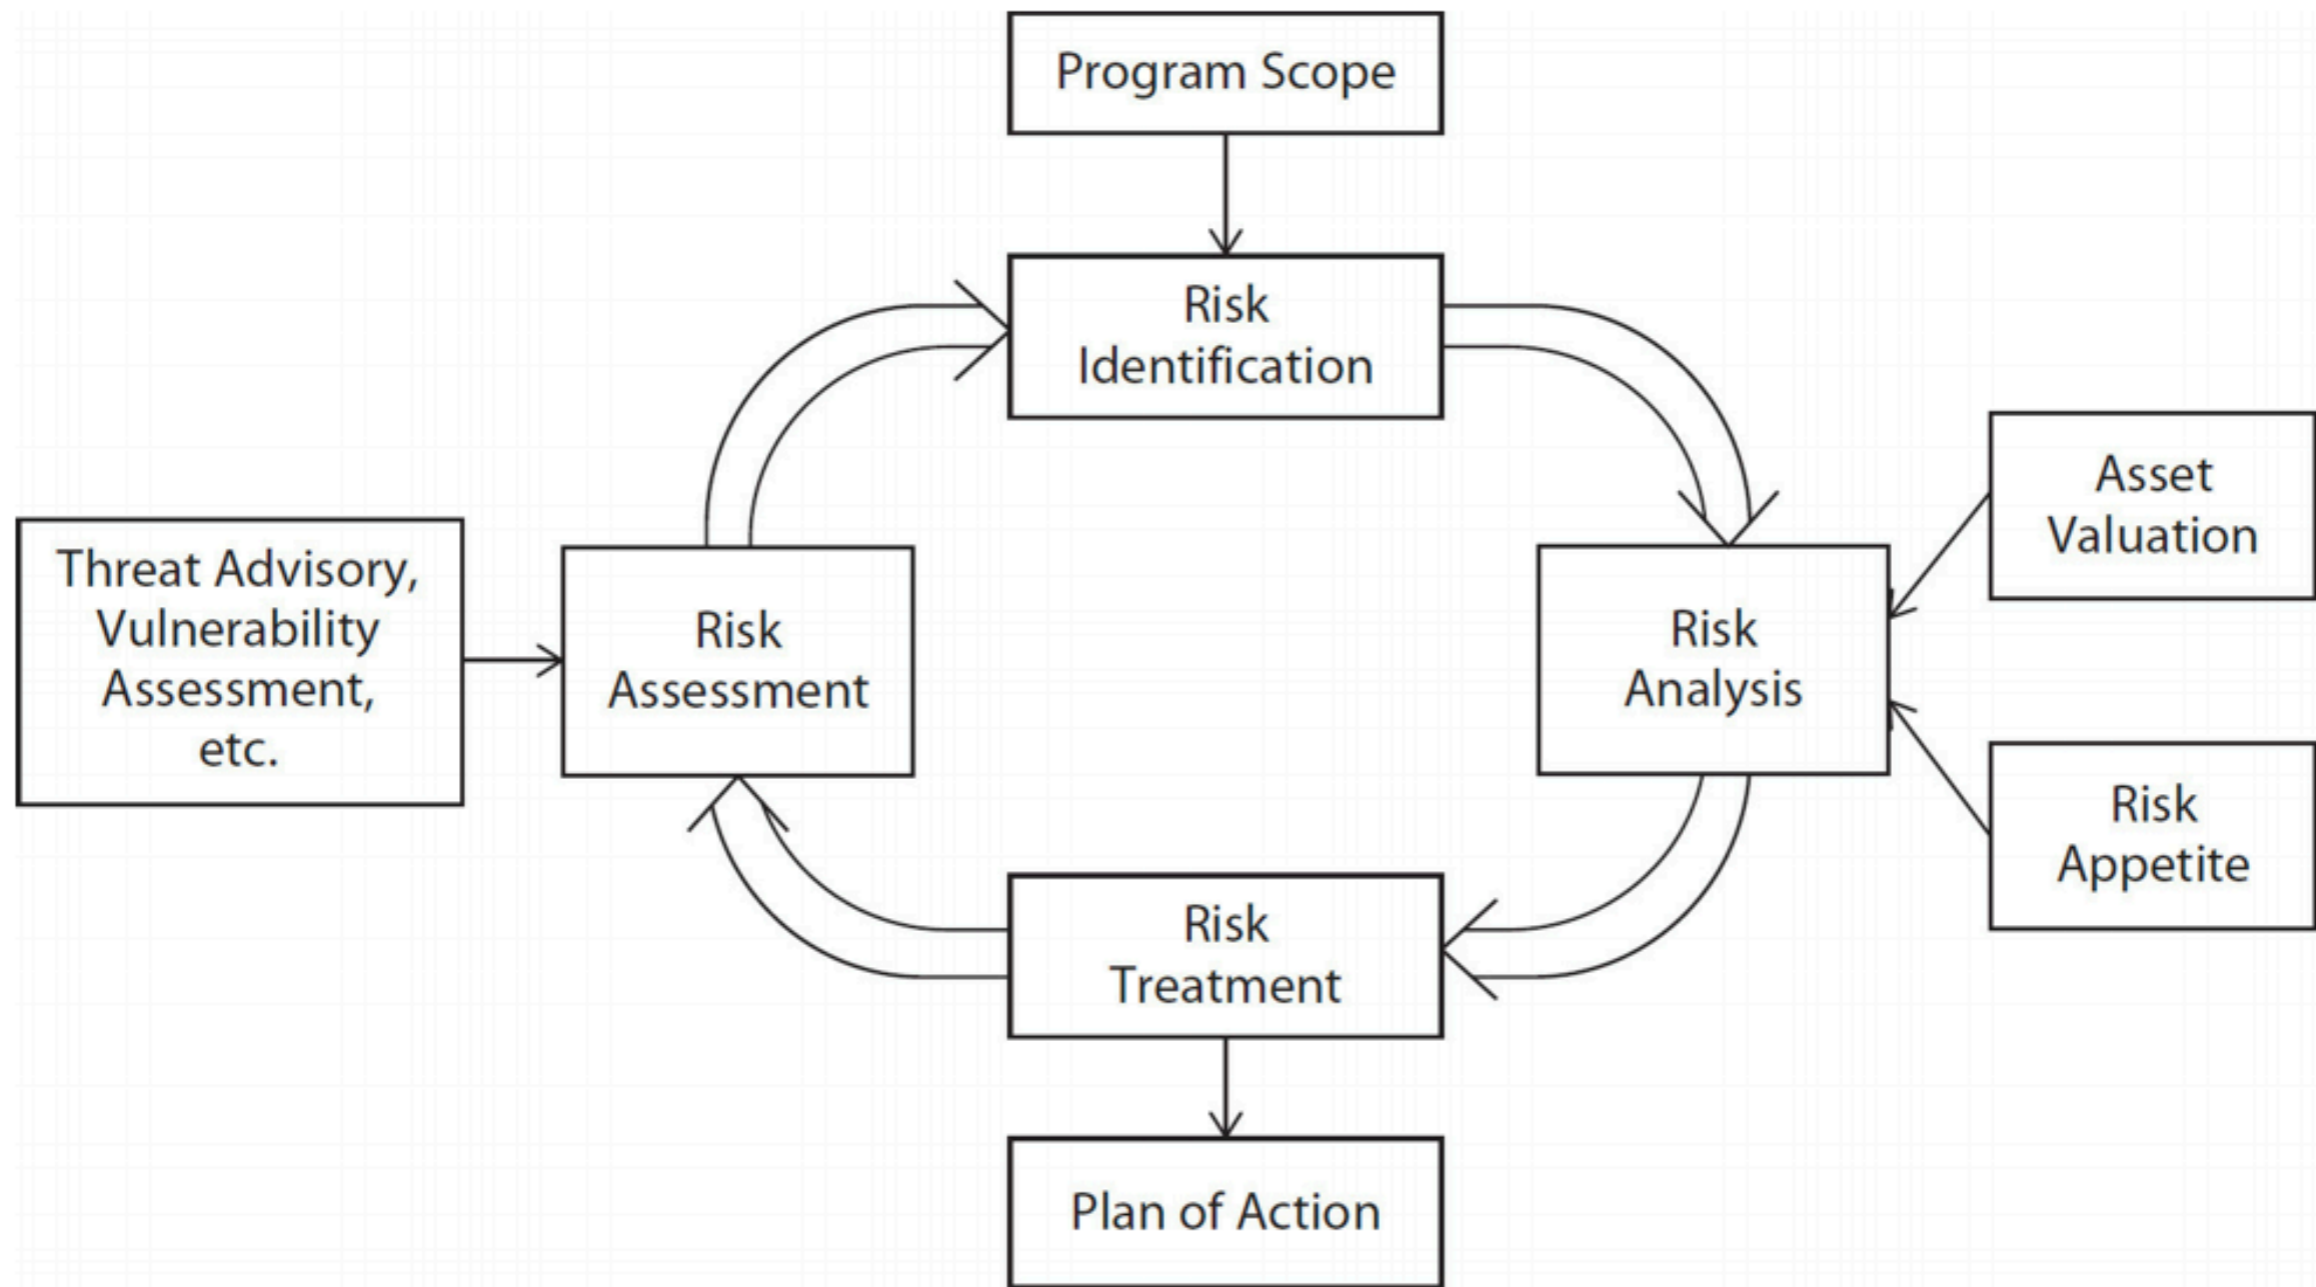 Program Scope
Risk
Identification
Asset
Valuation
Threat Advisory,
Vulnerability
Assessment,
etc.
Risk
Assessment
Risk
Analysis
Risk
Appetite
Risk
Treatment
Plan of Action